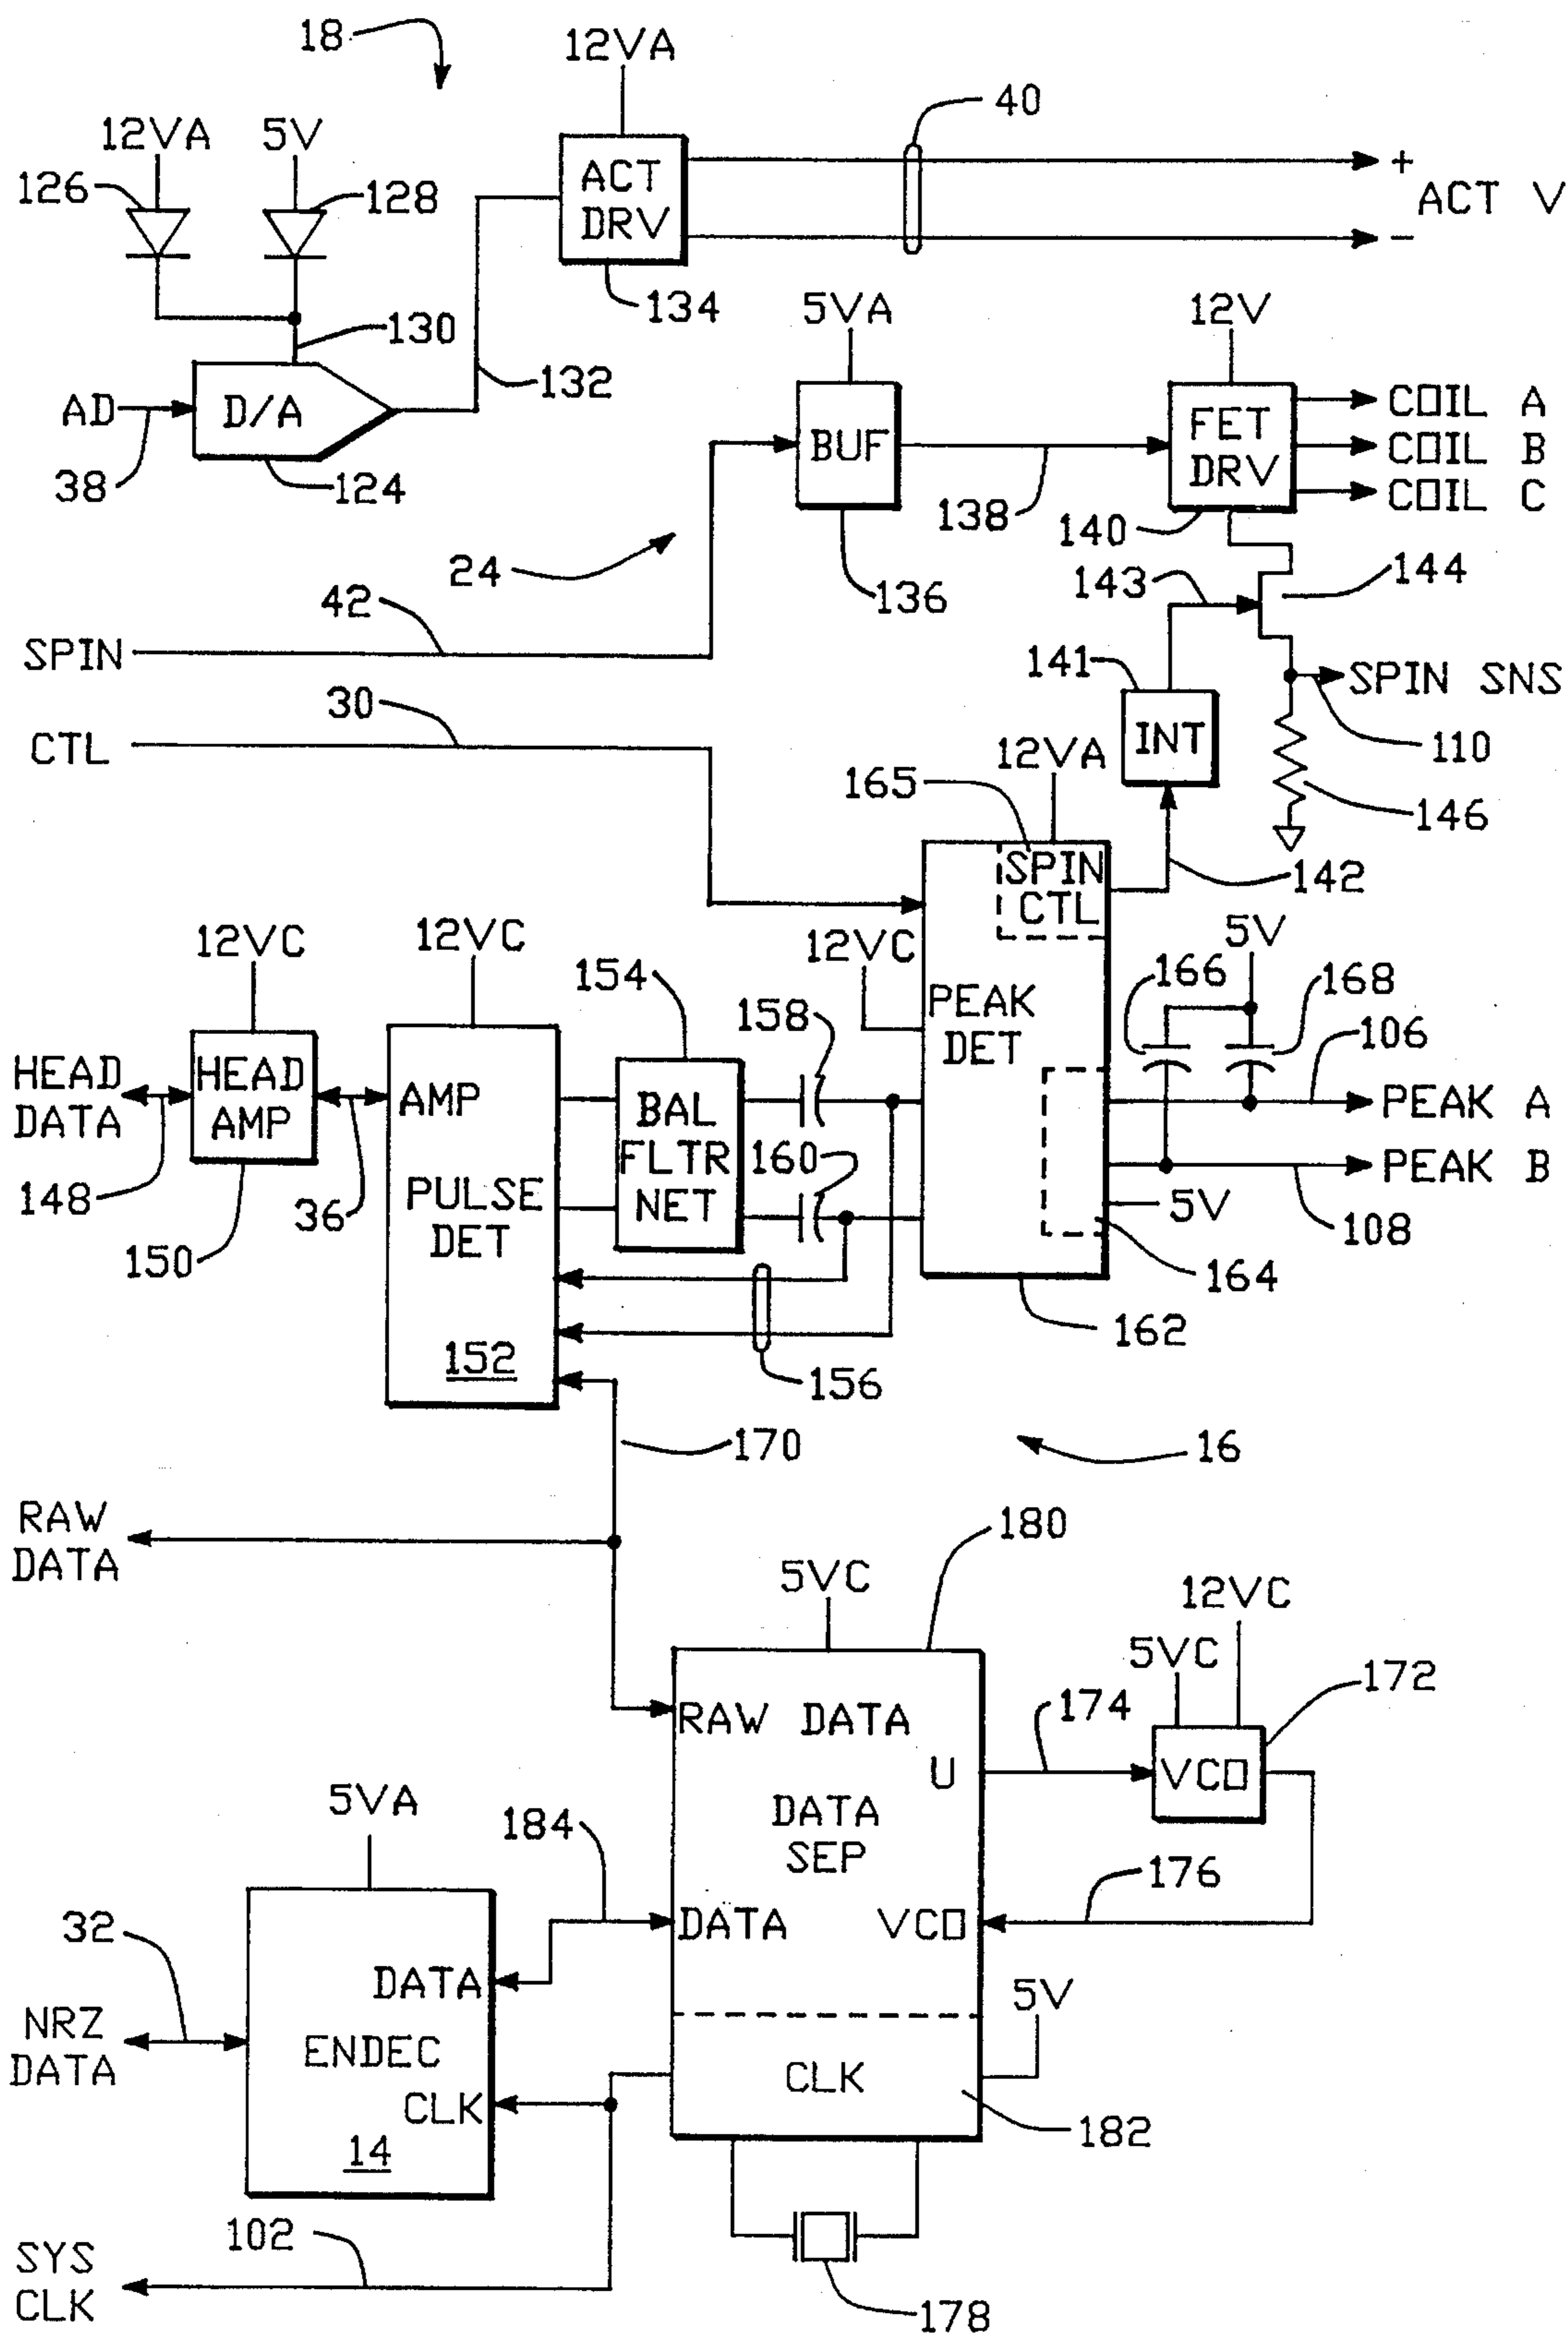 18
12VA
40
12VA
5V
126
128
ACT
DRV
+
ACT V
-
134
130
5VA
12V
132
AD
D/A
COIL A
BUF
FET
DRV
COIL B
COIL C
38
124
138
140
24
136
143
144
42
SPIN
141
SPIN SNS
30
CTL
INT
110
12VA
165
146
SPIN
CTL
142
12VC
12VC
12VC
5V
154
166
168
158
PEAK
DET
106
HEAD
DATA
HEAD
AMP
AMP
BAL
FLTR
NET
PEAK A
160
PEAK B
148
36
PULSE
DET
5V
108
150
164
152
162
156
170
16
RAW
DATA
180
5VC
12VC
5VC
172
RAW DATA
174
U
VCO
5VA
184
DATA
SEP
176
32
DATA
VCO
DATA
5V
NRZ
DATA
ENDEC
CLK
CLK
14
182
102
SYS
CLK
178